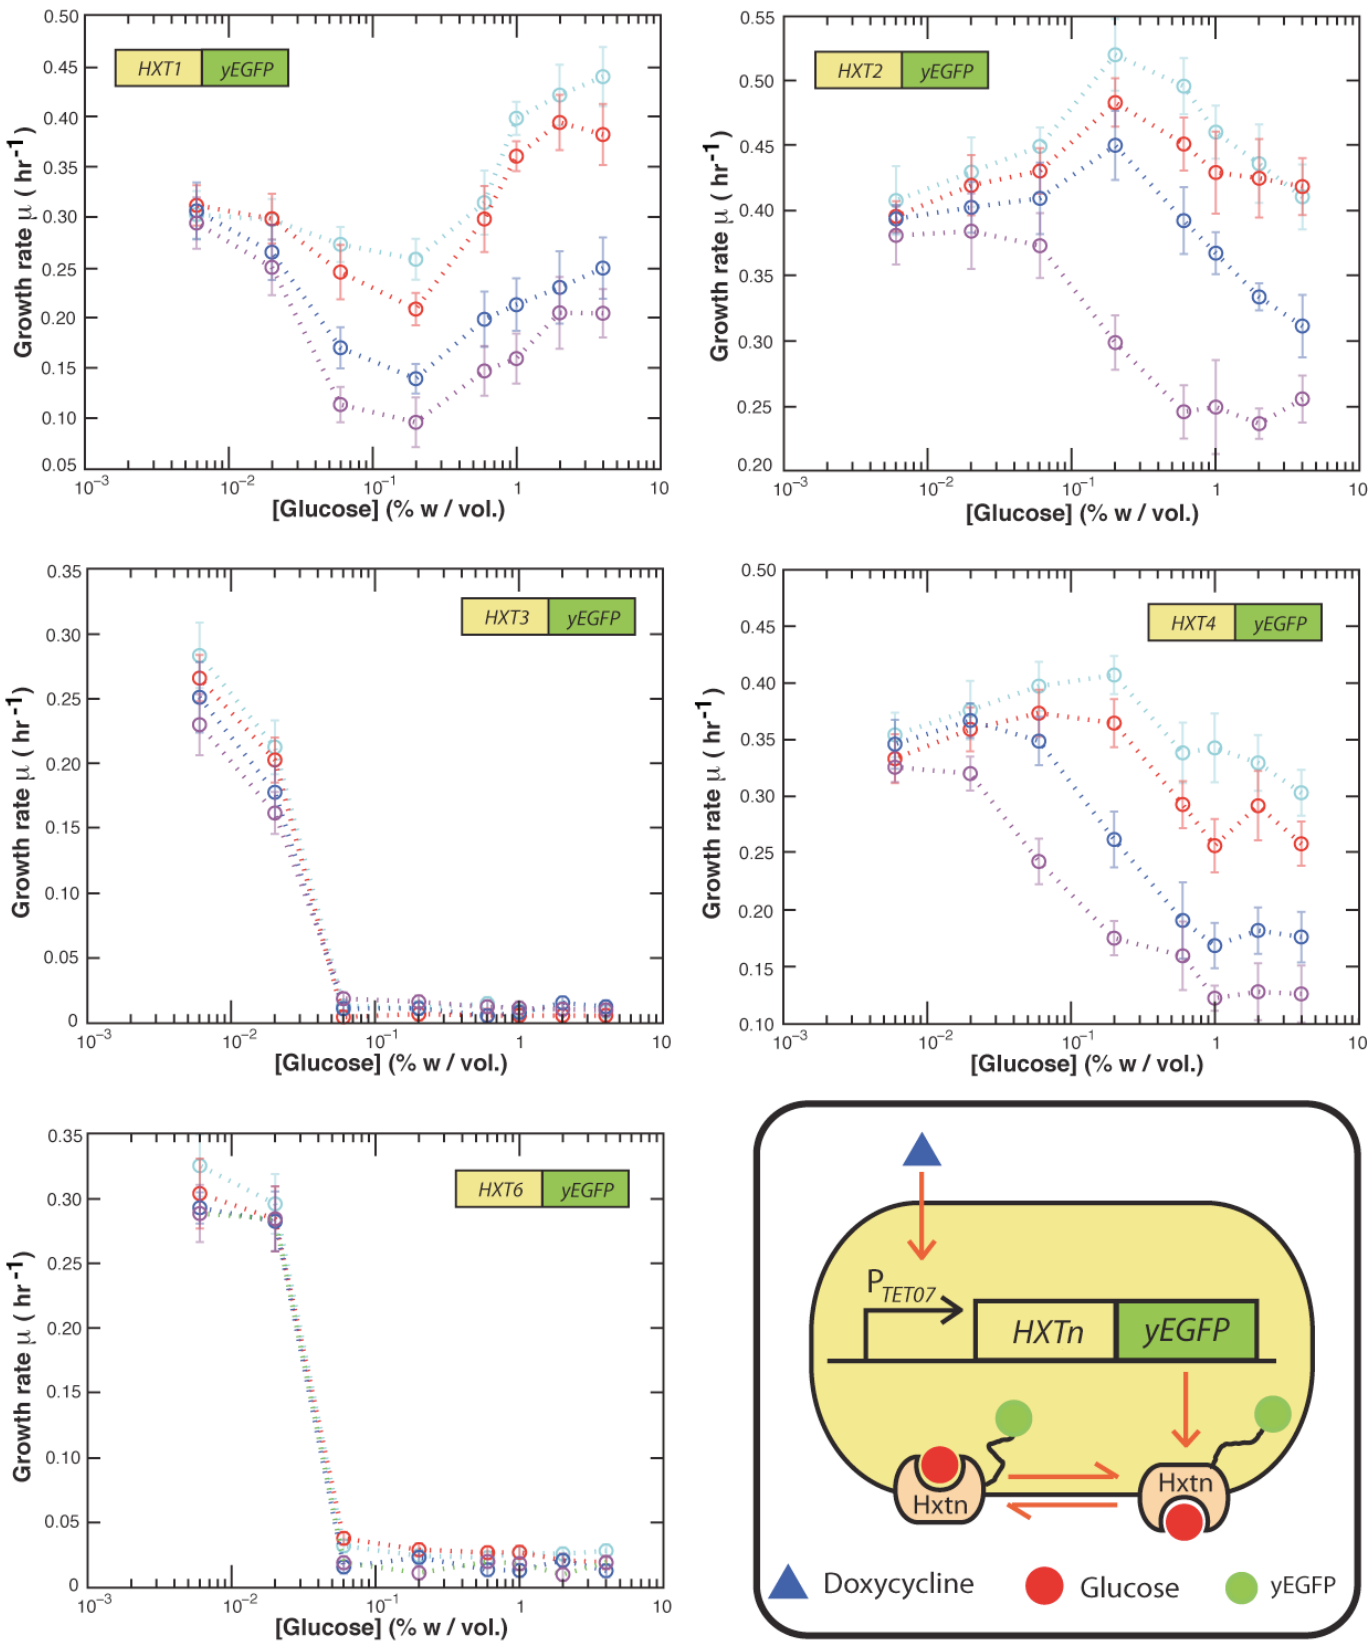 HXT1 yEGFP
0.50
0.45
0.40
0.35
0.30
0.25
0.20
0.15
0.10
0.05
Growth rate μ ( hr⁻¹)
10⁻³ 10⁻² 10⁻¹ 1 10
[Glucose] (% w / vol.)
HXT2 yEGFP
0.55
0.50
0.45
0.40
0.35
0.30
0.25
0.20
Growth rate μ ( hr⁻¹)
10⁻³ 10⁻² 10⁻¹ 1 10
[Glucose] (% w / vol.)
HXT3 yEGFP
0.35
0.30
0.25
0.20
0.15
0.10
0.05
0
Growth rate μ ( hr⁻¹)
10⁻³ 10⁻² 10⁻¹ 1 10
[Glucose] (% w / vol.)
HXT4 yEGFP
0.50
0.45
0.40
0.35
0.30
0.25
0.20
0.15
0.10
Growth rate μ ( hr⁻¹)
10⁻³ 10⁻² 10⁻¹ 1 10
[Glucose] (% w / vol.)
HXT6 yEGFP
0.35
0.30
0.25
0.20
0.15
0.10
0.05
0
Growth rate μ ( hr⁻¹)
10⁻³ 10⁻² 10⁻¹ 1 10
[Glucose] (% w / vol.)
P TET07
HXTn yEGFP
Hxtn
Hxtn
Doxycycline Glucose yEGFP